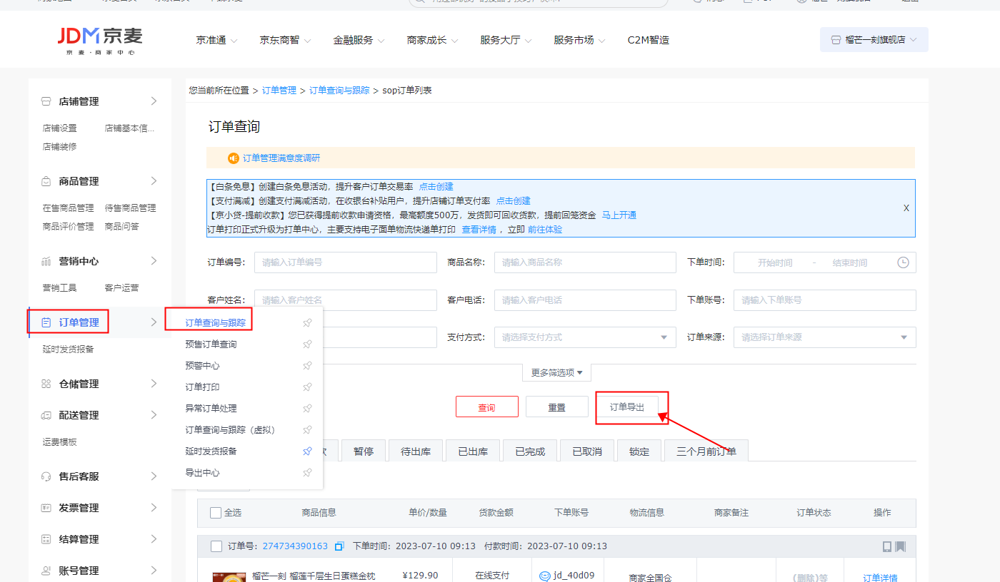 JDM 京麦
京麦·商家中心
京准通
京东商智
金融服务
商家成长
服务大厅
服务市场
C2M智造
榴芒一刻旗舰店
店铺管理
店铺设置 店铺基本信...
店铺装修
商品管理
在售商品管理 待售商品管理
商品评价管理 商品问答
营销中心
营销工具 客户运营
订单管理
延时发货报备
仓储管理
配送管理
运费模板
售后客服
发票管理
结算管理
账号管理
订单查询与跟踪
预售订单查询
预警中心
订单打印
异常订单处理
订单查询与跟踪（虚拟）
延时发货报备
导出中心
您当前所在位置 > 订单管理 > 订单查询与跟踪 > sop订单列表
订单查询
订单管理满意度调研
【白条免息】创建白条免息活动，提升客户订单交易率 点击创建
【支付满减】创建支付满减活动，在收银台补贴用户，提升店铺订单支付率 点击创建
【京小贷-提前收款】您已获得提前收款申请资格，最高额度500万，发货即可回收货款，提前回笼资金 马上开通
订单打印正式升级为打单中心，主要支持电子面单物流快递单打印 查看详情 ，立即 前往体验
X
订单编号: 请输入订单编号 商品名称: 请输入商品名称 下单时间: 开始时间 - 结束时间
客户姓名: 请输入客户姓名 客户电话: 请输入客户电话 下单账号: 请输入下单账号
支付方式: 请选择支付方式 订单来源: 请选择订单来源
更多筛选项
查询 重置 订单导出
暂停 待出库 已出库 已完成 已取消 锁定 三个月前订单
全选 商品信息 单价/数量 货款金额 下单账号 物流信息 商家备注 订单状态 操作
订单号: 274734390163 下单时间: 2023-07-10 09:13 付款时间: 2023-07-10 09:13
榴芒一刻 榴莲千层生日蛋糕金枕 ¥129.90 在线支付 jd_40d09 商家全国仓 (删除)等 订单详情